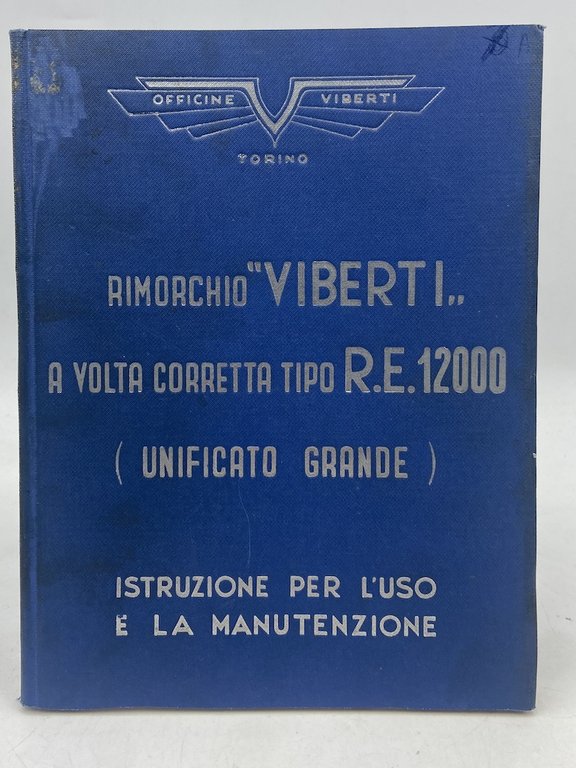 OFFICINE VIBERTI
TORINO
RIMORCHIO "VIBERTI„
A VOLTA CORRETTA TIPO R.E. 12000
( UNIFICATO GRANDE )
ISTRUZIONE PER L'USO
E LA MANUTENZIONE